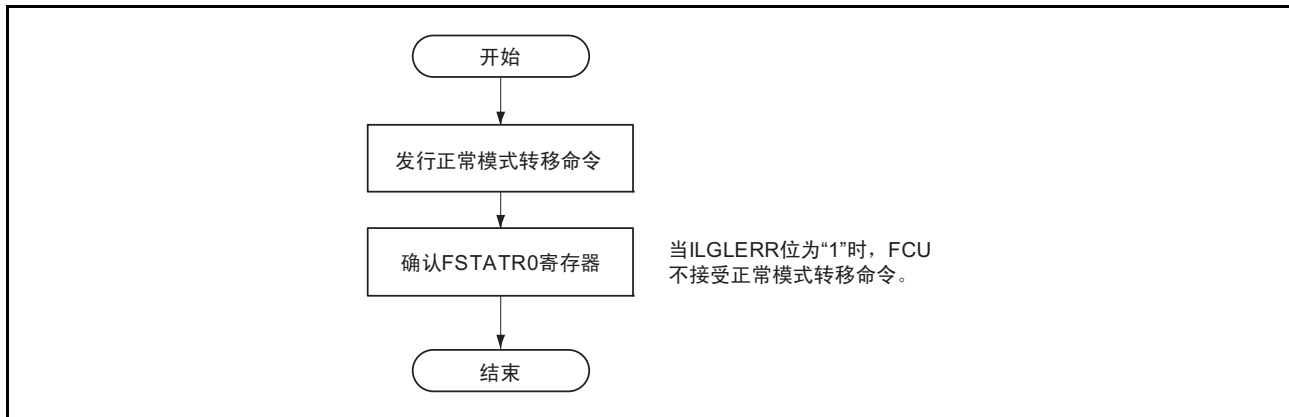 开始
发行正常模式转移命令
确认FSTATR0寄存器
当ILGLERR位为“1”时，FCU
不接受正常模式转移命令。
结束